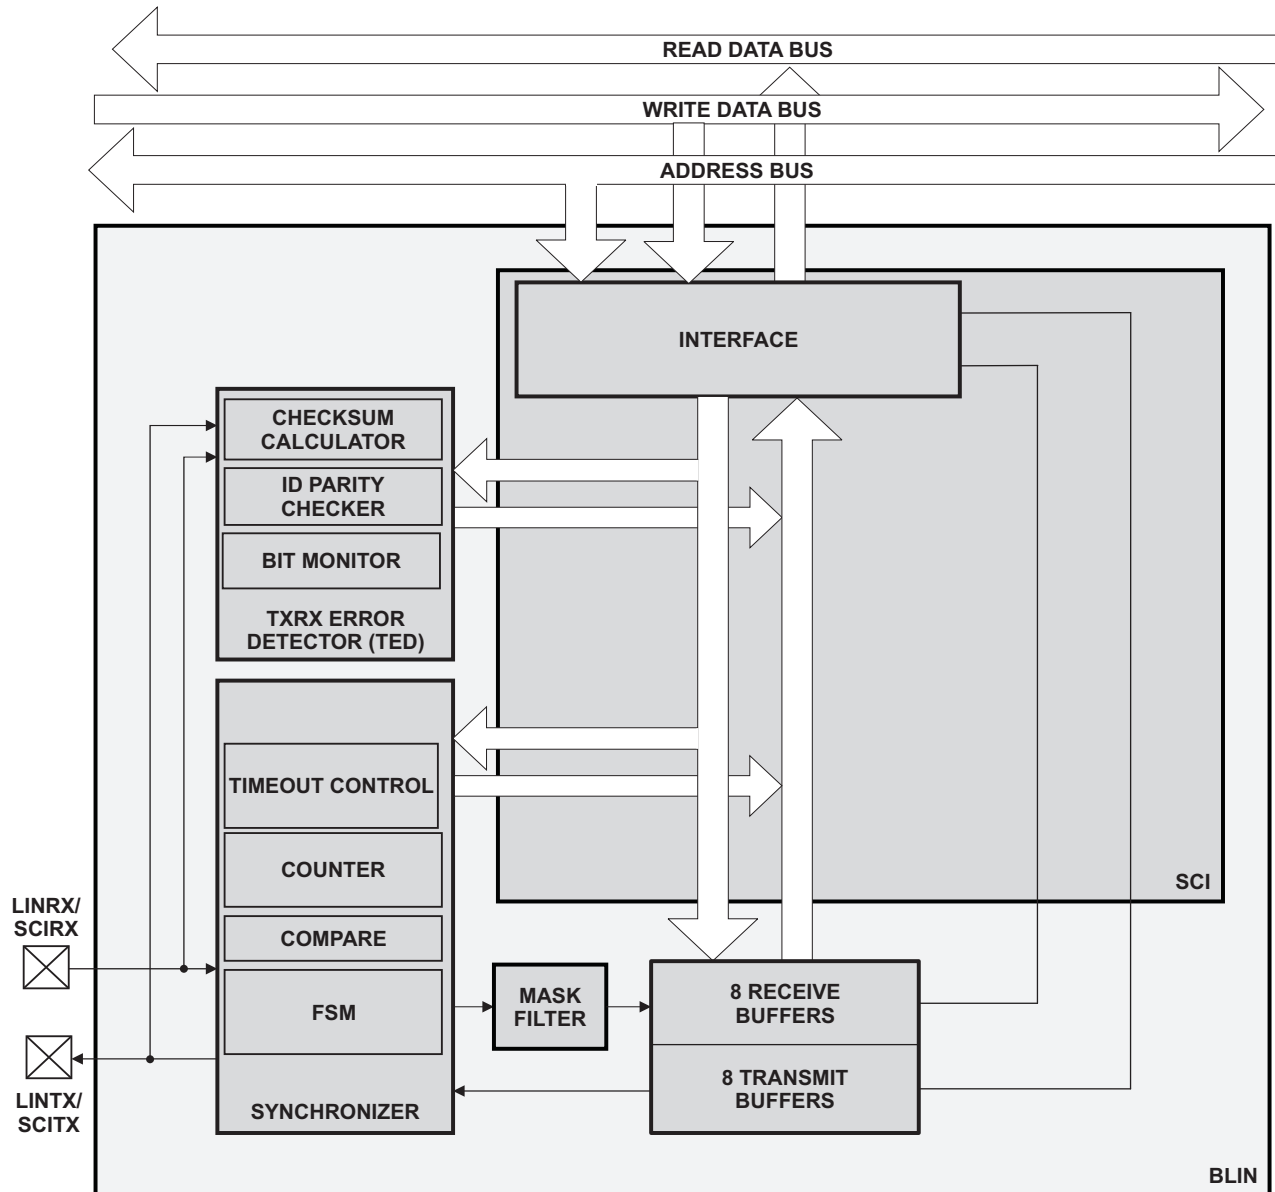 READ DATA BUS
WRITE DATA BUS
ADDRESS BUS
INTERFACE
CHECKSUM
CALCULATOR
ID PARITY
CHECKER
BIT MONITOR
TXRX ERROR
DETECTOR (TED)
TIMEOUT CONTROL
COUNTER
COMPARE
FSM
SYNCHRONIZER
SCI
LINRX/
SCIRX
LINTX/
SCITX
MASK
FILTER
8 RECEIVE
BUFFERS
8 TRANSMIT
BUFFERS
BLIN